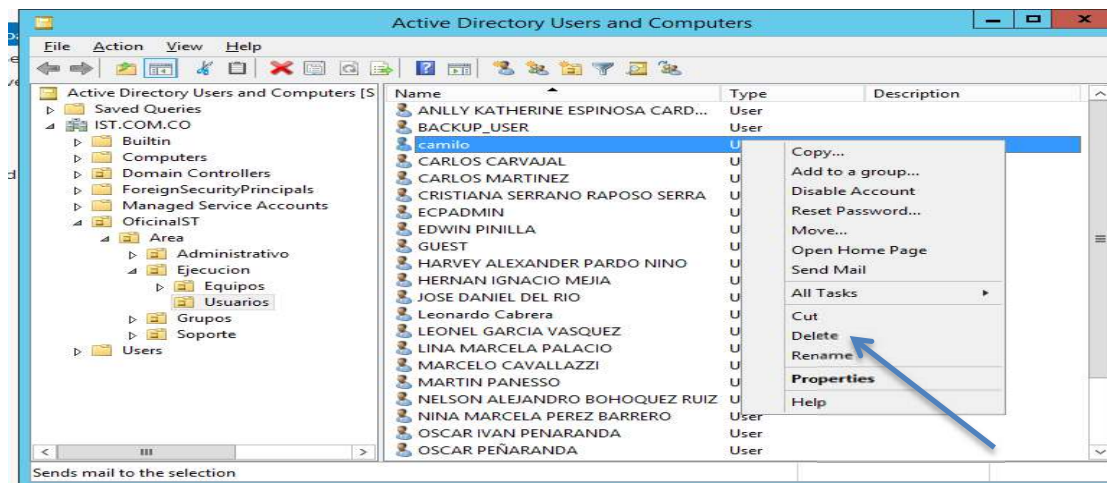 Active Directory Users and Computers
File Action View Help
Active Directory Users and Computers [S
Saved Queries
IST.COM.CO
Builtin
Computers
Domain Controllers
ForeignSecurityPrincipals
Managed Service Accounts
OficinaIST
Area
Administrativo
Ejecucion
Equipos
Usuarios
Grupos
Soporte
Users
Name Type Description
ANLLY KATHERINE ESPINOSA CARD... User
BACKUP_USER User
camilo U
CARLOS CARVAJAL U
CARLOS MARTINEZ U
CRISTIANA SERRANO RAPOSO SERRA U
ECPADMIN U
EDWIN PINILLA U
GUEST U
HARVEY ALEXANDER PARDO NINO U
HERNAN IGNACIO MEJIA U
JOSE DANIEL DEL RIO U
Leonardo Cabrera U
LEONEL GARCIA VASQUEZ U
LINA MARCELA PALACIO U
MARCELO CAVALLAZZI U
MARTIN PANESSO U
NELSON ALEJANDRO BOHOQUEZ RUIZ U
NINA MARCELA PEREZ BARRERO User
OSCAR IVAN PENARANDA User
OSCAR PEÑARANDA User
Copy...
Add to a group...
Disable Account
Reset Password...
Move...
Open Home Page
Send Mail
All Tasks
Cut
Delete
Rename
Properties
Help
Sends mail to the selection